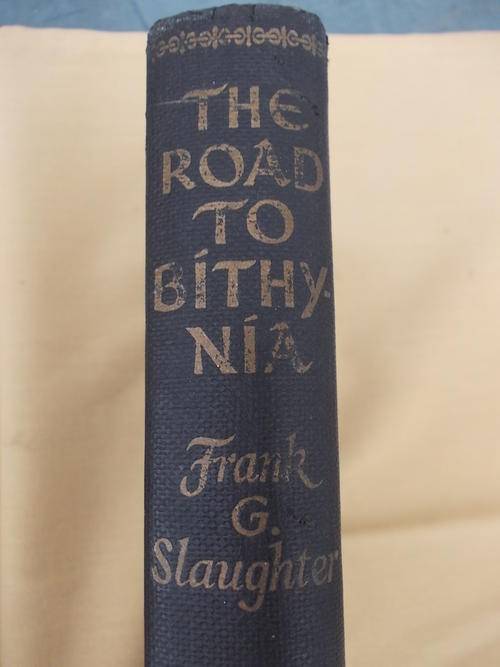 THE
ROAD
TO
BÍTHY-
NÍA
Frank
G.
Slaughter